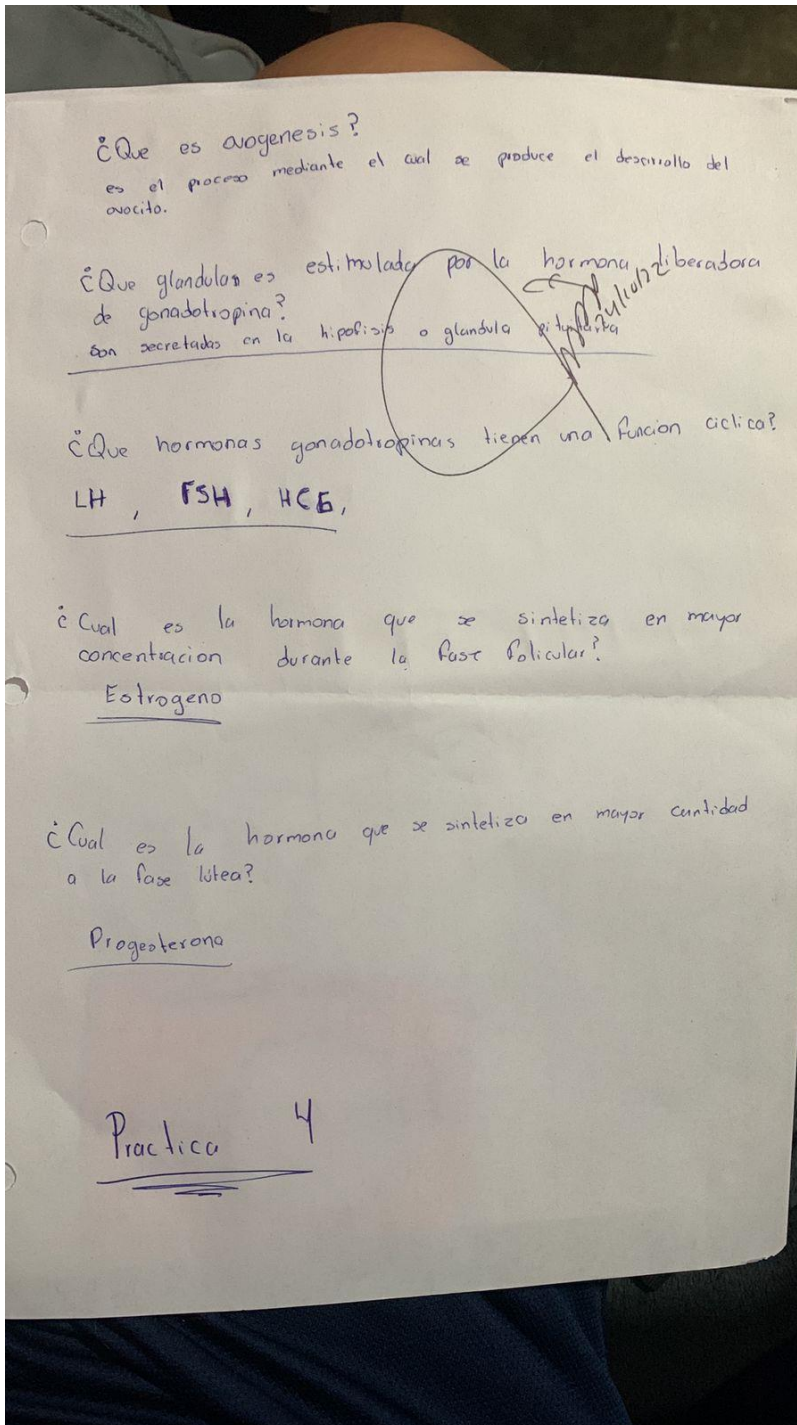 ¿Que es ovogenesis?
es el proceso mediante el cual se produce el desarrollo del
ovocito.
¿Que glandulas es estimulada por la hormona liberadora
de gonadotropina?
son secretadas en la hipofisis o glandula pituitaria
¿Que hormonas gonadotropinas tienen una funcion ciclica?
LH , FSH , HCG,
¿Cual es la hormona que se sintetiza en mayor
concentracion durante la fase folicular?
Estrogeno
¿Cual es la hormona que se sintetiza en mayor cantidad
a la fase lútea?
Progesterona
Practica 4